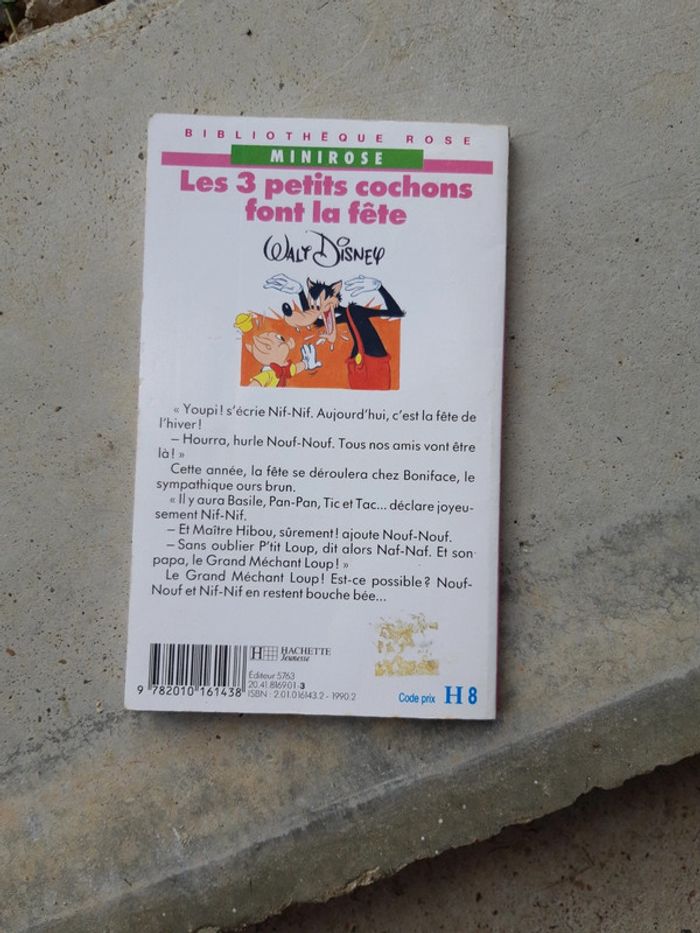 BIBLIOTHÈQUE ROSE
MINIROSE
Les 3 petits cochons
font la fête
WALT DISNEY
« Youpi ! s'écrie Nif-Nif. Aujourd'hui, c'est la fête de
l'hiver !
– Hourra, hurle Nouf-Nouf. Tous nos amis vont être
là ! »
Cette année, la fête se déroulera chez Boniface, le
sympathique ours brun.
« Il y aura Basile, Pan-Pan, Tic et Tac... déclare joyeu-
sement Nif-Nif.
– Et Maître Hibou, sûrement ! ajoute Nouf-Nouf.
– Sans oublier P'tit Loup, dit alors Naf-Naf. Et son
papa, le Grand Méchant Loup ! »
Le Grand Méchant Loup ! Est-ce possible ? Nouf-
Nouf et Nif-Nif en restent bouche bée...
H HACHETTE
Jeunesse
Éditeur 5763
20.41.8169.01-3
ISBN : 2.01.016143.2 - 1990.2
9 782010 161438
Code prix H 8